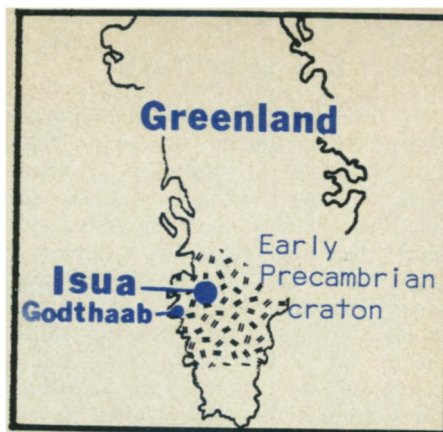 Greenland
Early
Precambrian
craton
Isua
Godthaab